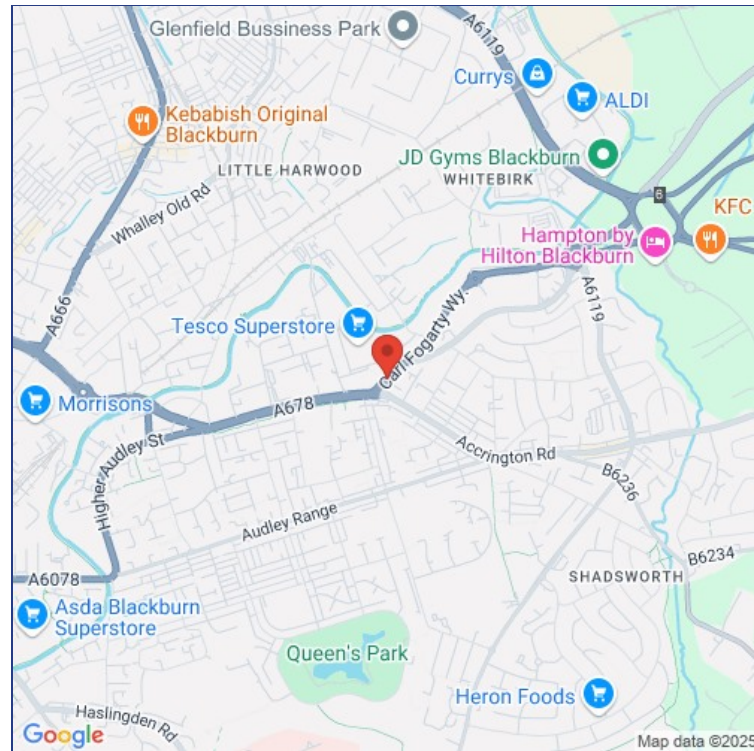 Glenfield Bussiness Park
A6119
Currys
ALDI
Kebabish Original
Blackburn
LITTLE HARWOOD
JD Gyms Blackburn
WHITEBIRK
6
KFC
Whalley Old Rd
Hampton by
Hilton Blackburn
A666
Tesco Superstore
Carl Fogarty Wy.
A6119
Morrisons
A678
Higher Audley St
Accrington Rd
B6236
Audley Range
B6234
A6078
SHADSWORTH
Asda Blackburn
Superstore
Queen's Park
Heron Foods
Haslingden Rd
Google
Map data ©2025